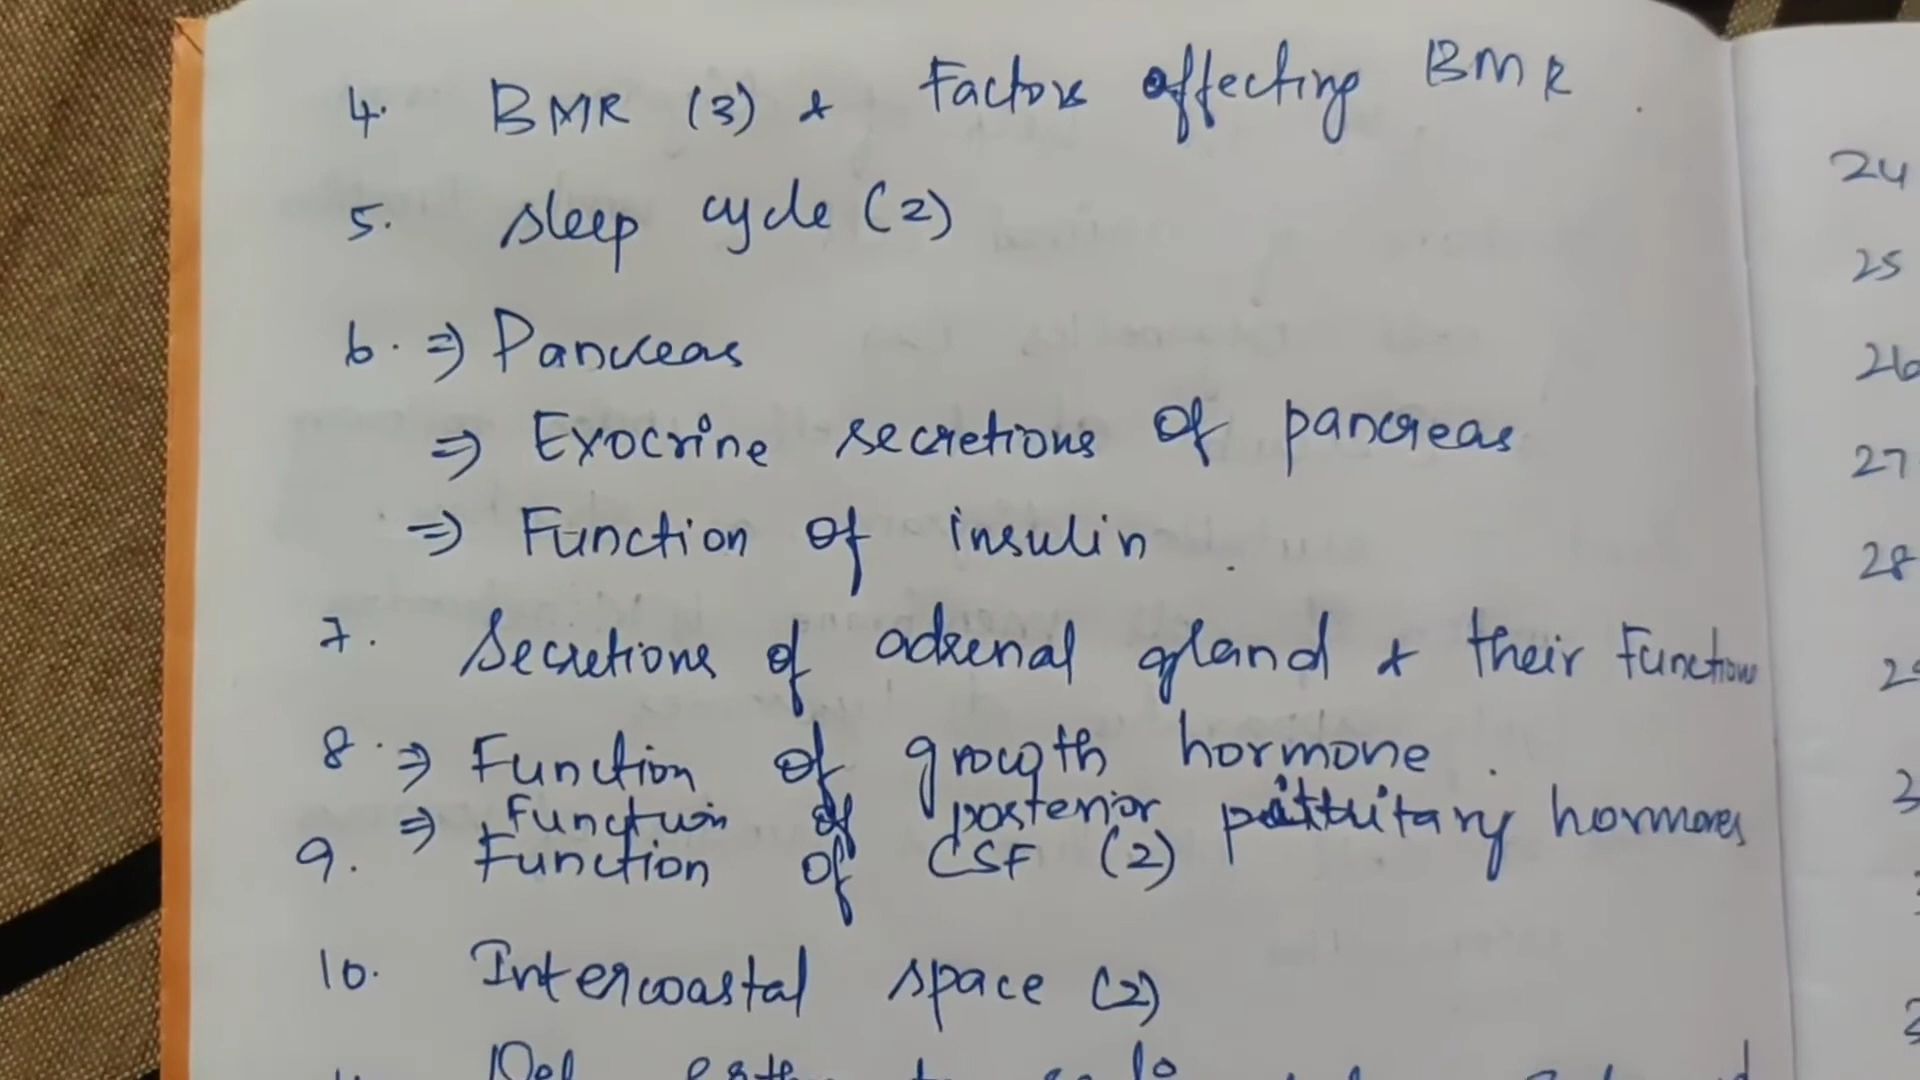 4. BMR (3) & Factors affecting BMR
5. sleep cycle (2)
6. ⇒ Pancreas
⇒ Exocrine secretions of pancreas
⇒ Function of insulin
7. Secretions of adrenal gland & their Functions
8. ⇒ Function of growth hormone.
⇒ Function of posterior pituitary hormones
9. Function of CSF (2)
10. Intercoastal space (2)
24
25
26
27
28